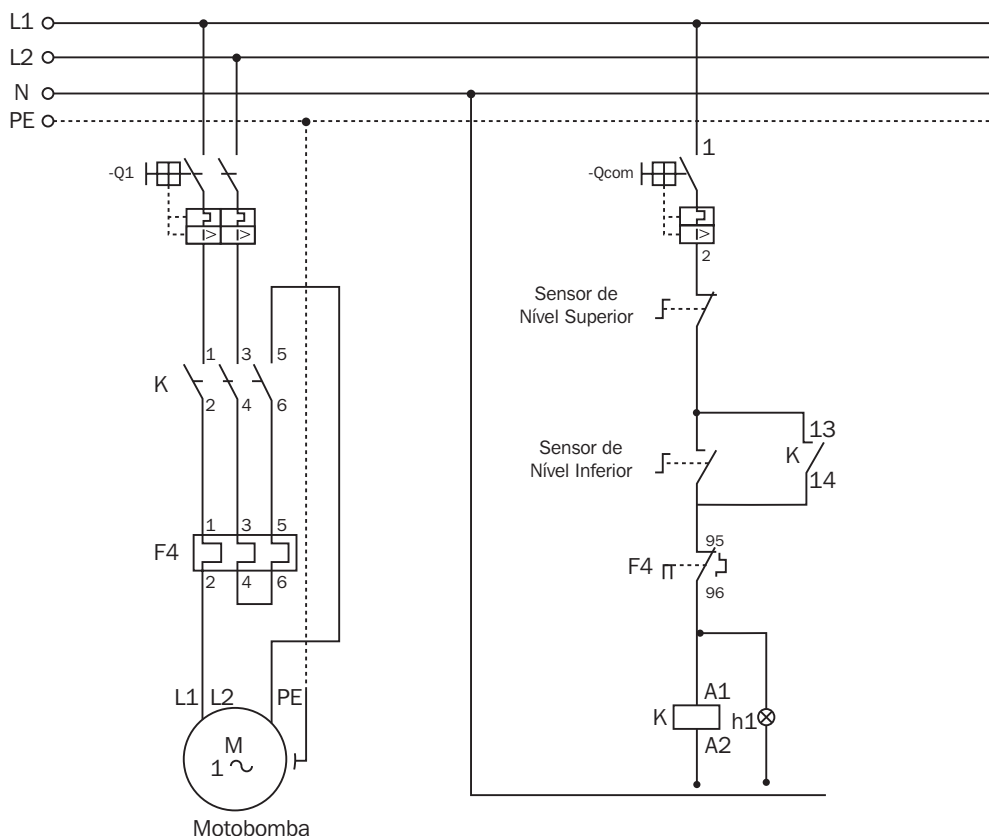 L1
L2
N
PE
-Q1
I>
I>
-Qcom
1
I>
2
Sensor de
Nível Superior
K
1
3
5
2
4
6
Sensor de
Nível Inferior
13
K
14
F4
1
3
5
2
4
6
F4
95
96
L1
L2
PE
M
1
Motobomba
K
A1
A2
h1